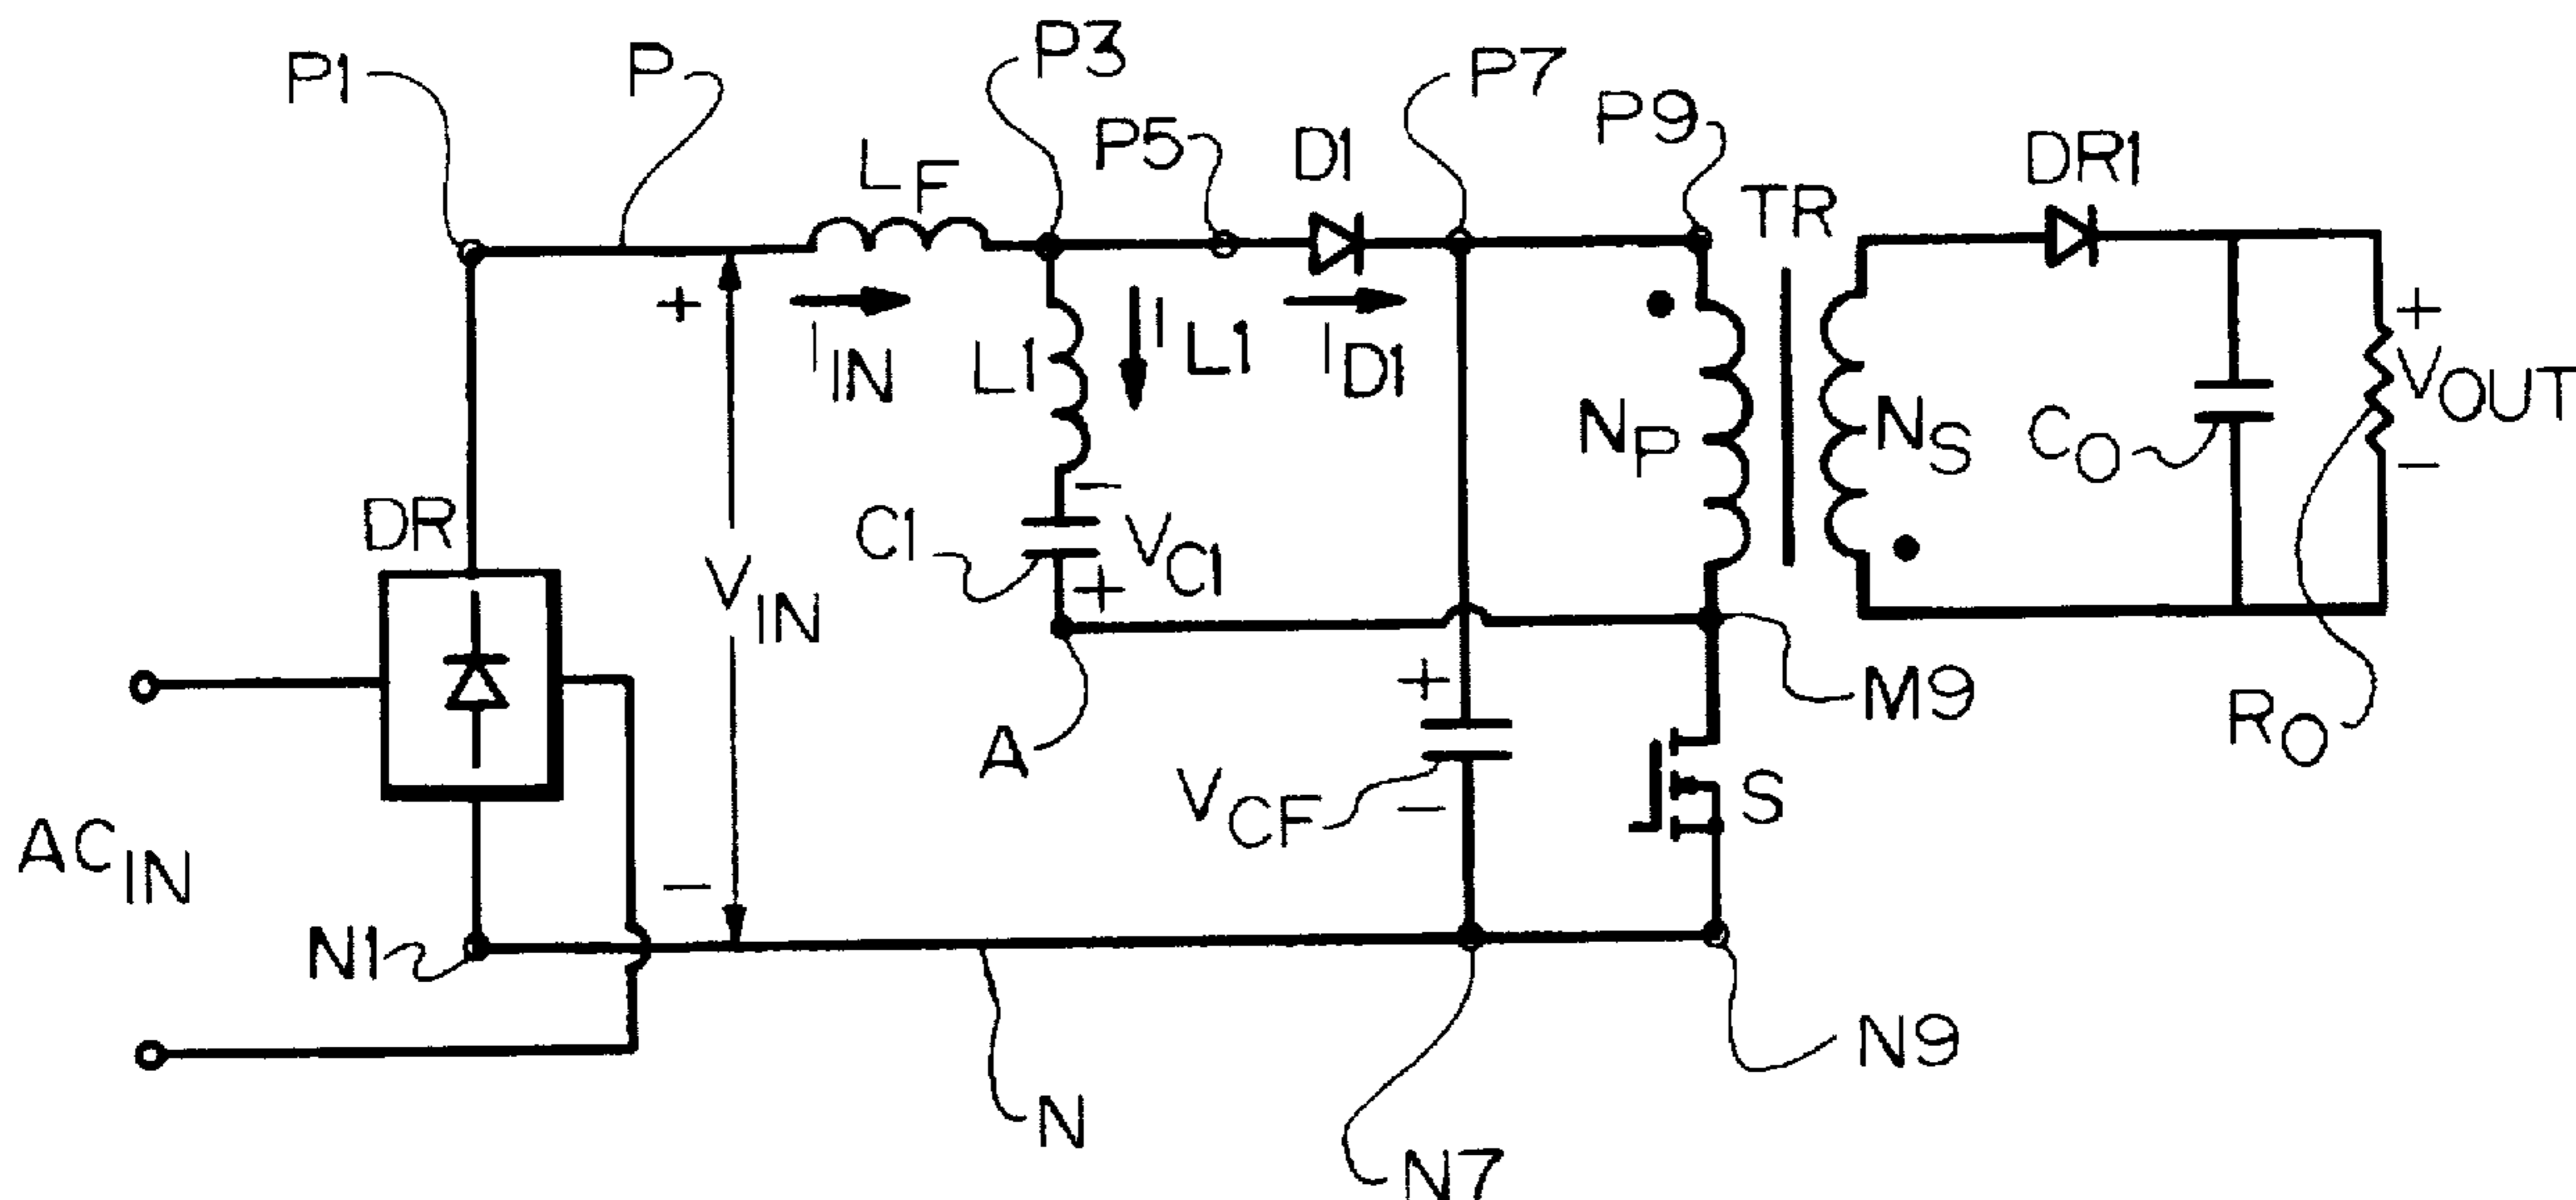 P1
P
P3
P7
P9
P5
D1
DR1
LF
TR
+
IIN
L1
IL1
ID1
+
VOUT
NP
NS
CO
-
DR
-
C1
VC1
+
VIN
+
M9
RO
A
VCF
-
S
ACIN
-
N1
N9
N
N7